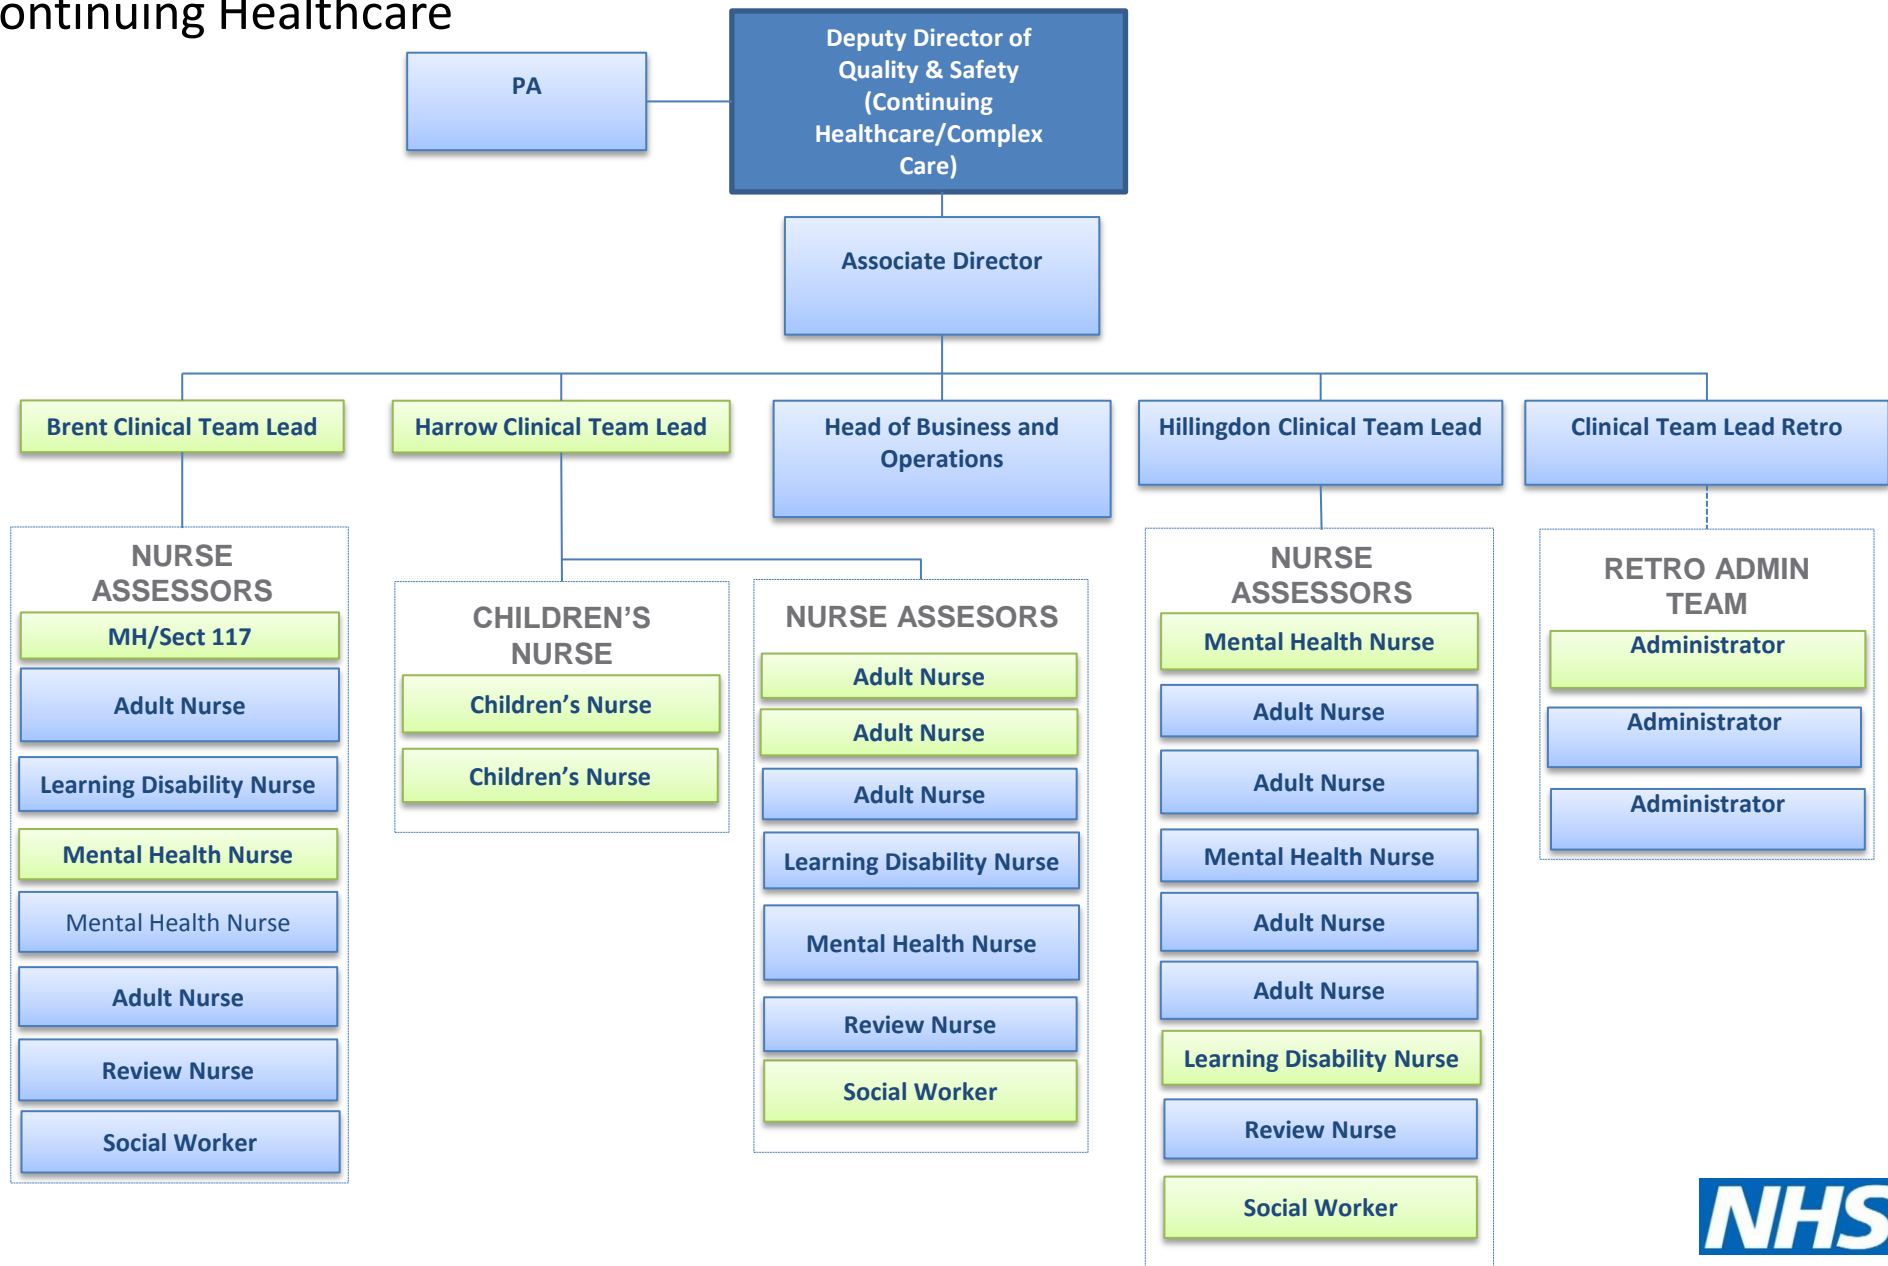 ontinuing Healthcare
PA
Deputy Director of
Quality & Safety
(Continuing
Healthcare/Complex
Care)
Associate Director
Brent Clinical Team Lead
Harrow Clinical Team Lead
Head of Business and
Operations
Hillingdon Clinical Team Lead
Clinical Team Lead Retro
NURSE
ASSESSORS
MH/Sect 117
Adult Nurse
Learning Disability Nurse
Mental Health Nurse
Mental Health Nurse
Adult Nurse
Review Nurse
Social Worker
CHILDREN’S
NURSE
Children’s Nurse
Children’s Nurse
NURSE ASSESORS
Adult Nurse
Adult Nurse
Adult Nurse
Learning Disability Nurse
Mental Health Nurse
Review Nurse
Social Worker
NURSE
ASSESSORS
Mental Health Nurse
Adult Nurse
Adult Nurse
Mental Health Nurse
Adult Nurse
Adult Nurse
Learning Disability Nurse
Review Nurse
Social Worker
RETRO ADMIN
TEAM
Administrator
Administrator
Administrator
NHS